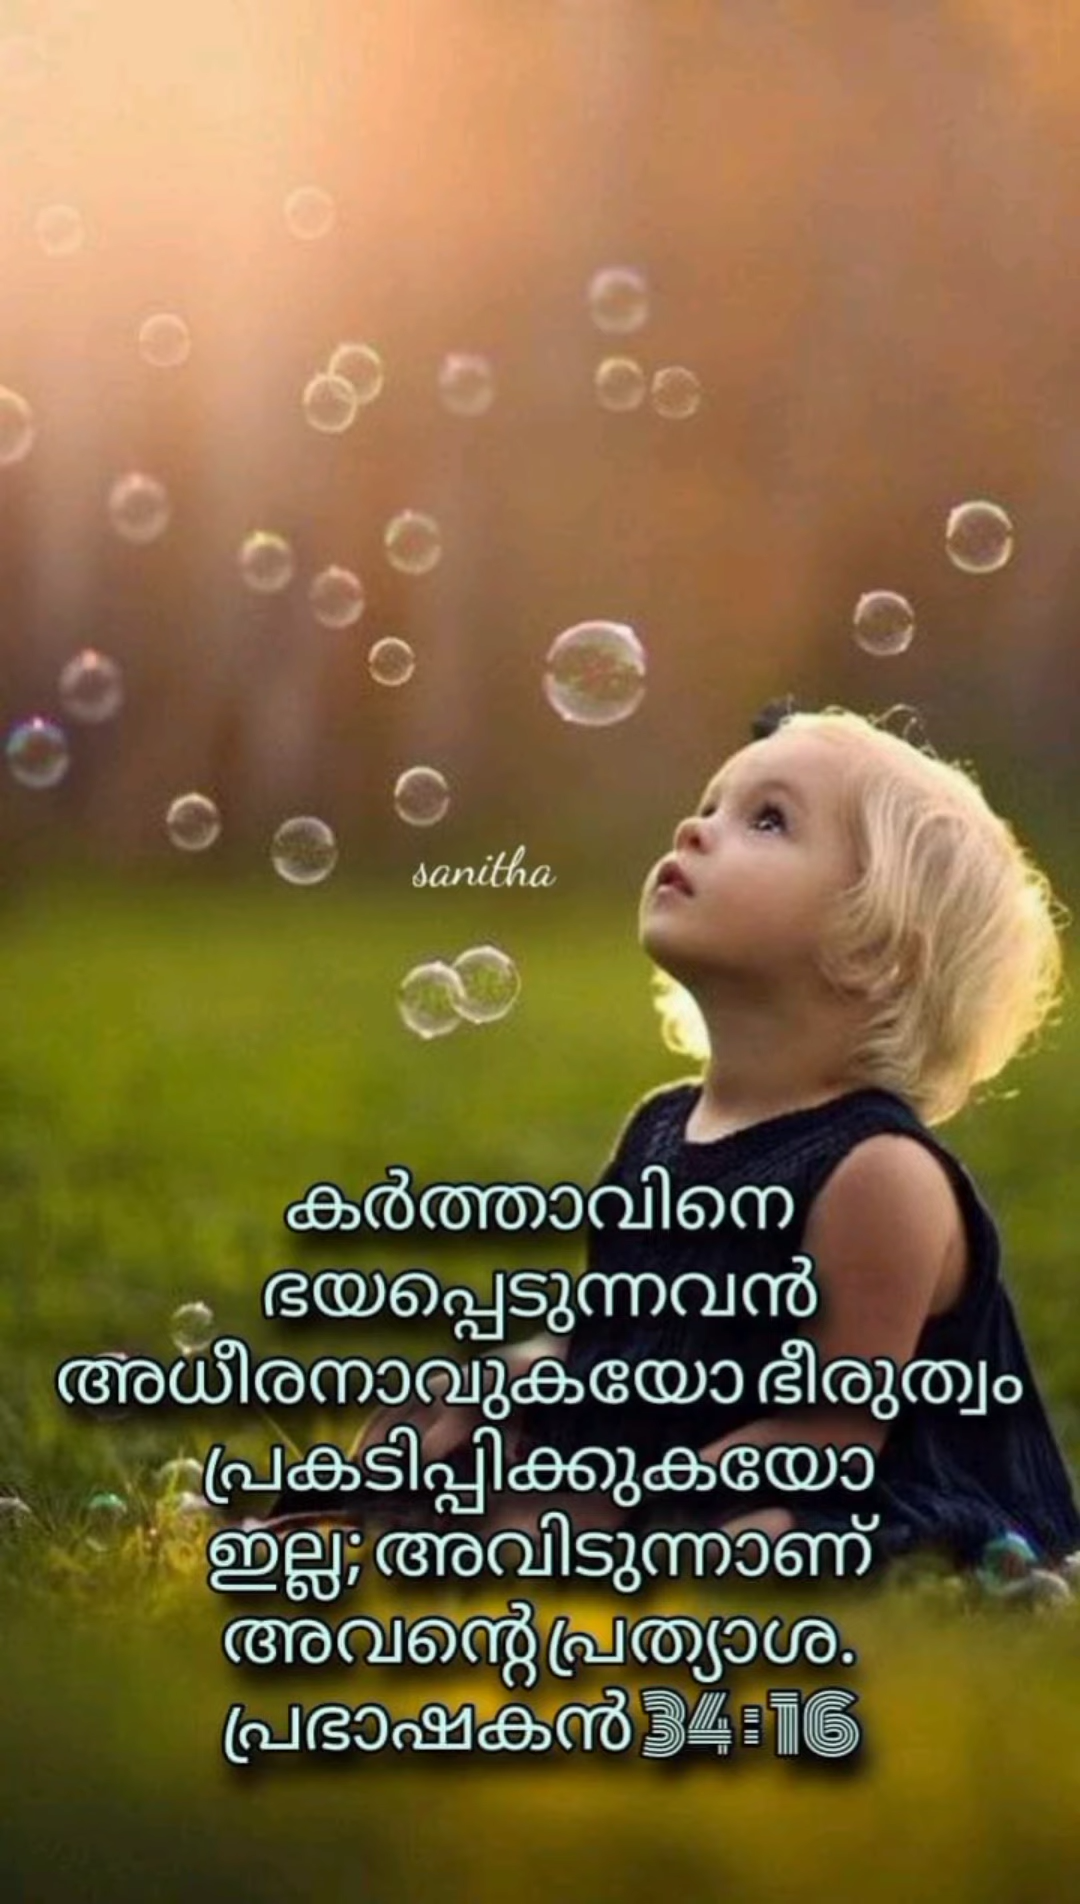 sanitha
കർത്താവിനെ
ഭയപ്പെടുന്നവൻ
അധീരനാവുകയോ ഭീരുത്വം
പ്രകടിപ്പിക്കുകയോ
ഇല്ല; അവിടുന്നാണ്
അവന്റെ പ്രത്യാശ.
പ്രഭാഷകൻ 34:16